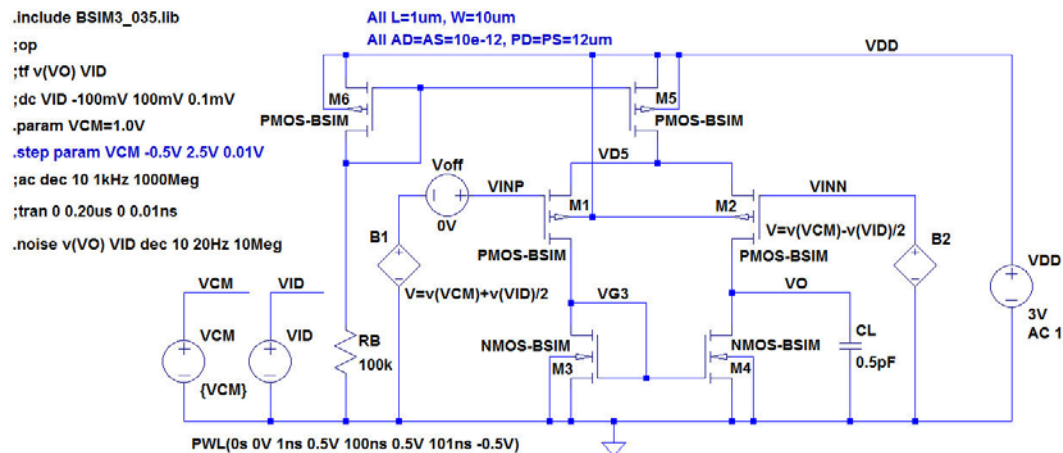 .include BSIM3_035.lib
;op
;tf v(VO) VID
;dc VID -100mV 100mV 0.1mV
.param VCM=1.0V
.step param VCM -0.5V 2.5V 0.01V
;ac dec 10 1kHz 1000Meg
;tran 0 0.20us 0 0.01ns
.noise v(VO) VID dec 10 20Hz 10Meg
All L=1um, W=10um
All AD=AS=10e-12, PD=PS=12um
VDD
M6
PMOS-BSIM
M5
PMOS-BSIM
Voff
0V
VINP
VD5
VINN
M1
PMOS-BSIM
M2
PMOS-BSIM
B1
V=v(VCM)+v(VID)/2
V=v(VCM)-v(VID)/2
B2
VDD
3V
AC 1
VCM
VID
VCM
{VCM}
VID
RB
100k
VG3
VO
NMOS-BSIM
M3
NMOS-BSIM
M4
CL
0.5pF
PWL(0s 0V 1ns 0.5V 100ns 0.5V 101ns -0.5V)